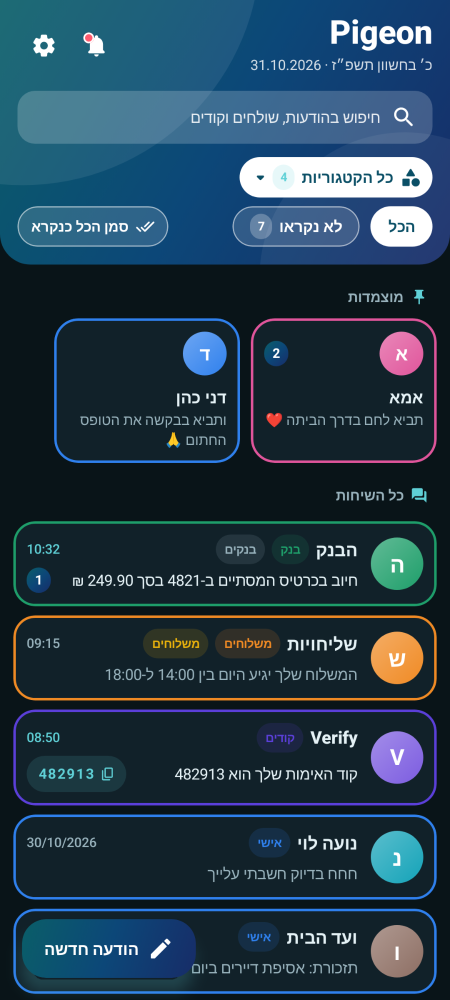 Pigeon
כ׳ בחשוון תשפ״ז · 31.10.2026
חיפוש בהודעות, שולחים וקודים
כל הקטגוריות 4
הכל
לא נקראו 7
סמן הכל כנקרא
מוצמדות
א
2
אמא
תביא לחם בדרך הביתה ❤️
ד
דני כהן
ותביא בבקשה את הטופס
החתום 🙏
כל השיחות
ה
הבנק בנק בנקים 10:32
חיוב בכרטיס המסתיים ב-4821 בסך 249.90 ₪ 1
ש
שליחויות משלוחים משלוחים 09:15
המשלוח שלך יגיע היום בין 14:00 ל-18:00
V
Verify קודים 08:50
קוד האימות שלך הוא 482913 482913
נ
נועה לוי אישי 30/10/2026
חחח בדיוק חשבתי עלייך
ו
ועד הבית אישי
תזכורת: אסיפת דיירים ביום
הודעה חדשה